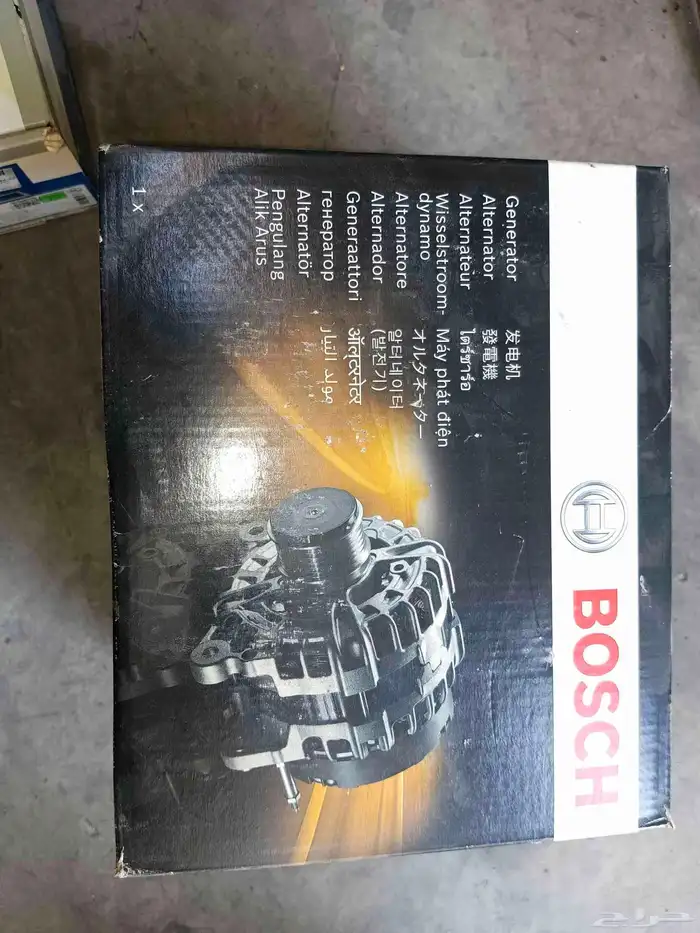 BOSCH
Generator
Alternator
Alternateur
Wisselstroom-
dynamo
Alternatore
Alternador
Generaattori
генератор
Alternatör
Pengulang
Alik Arus
发电机
發電機
ไดร์ชาร์จ
Máy phát điện
オルタネーター
알터네이터
(발전기)
ऑल्टरनेटर
مولد التيار
1 x
حراج